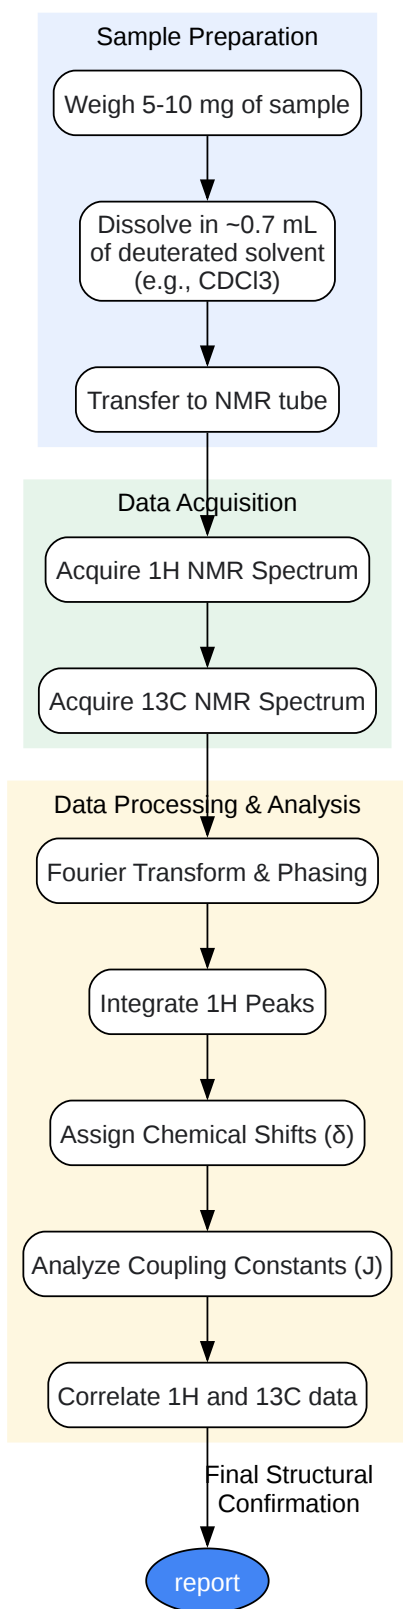 Sample Preparation
Weigh 5-10 mg of sample
Dissolve in ~0.7 mL
of deuterated solvent
(e.g., CDCl3)
Transfer to NMR tube
Data Acquisition
Acquire 1H NMR Spectrum
Acquire 13C NMR Spectrum
Data Processing & Analysis
Fourier Transform & Phasing
Integrate 1H Peaks
Assign Chemical Shifts (δ)
Analyze Coupling Constants (J)
Correlate 1H and 13C data
Final Structural
Confirmation
report